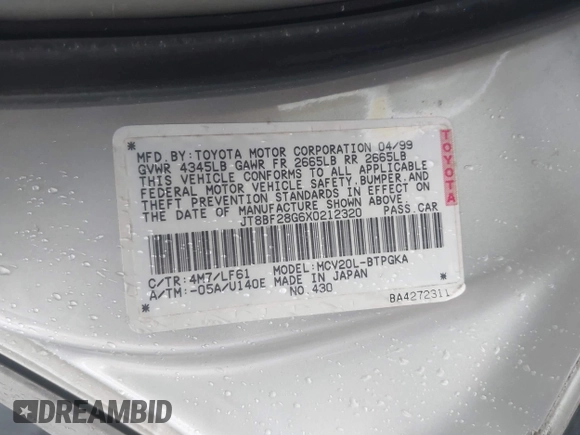 MFD.BY:TOYOTA MOTOR CORPORATION 04/99
GVWR 4345LB GAWR FR 2665LB RR 2665LB
THIS VEHICLE CONFORMS TO ALL APPLICABLE
FEDERAL MOTOR VEHICLE SAFETY,BUMPER,AND
THEFT PREVENTION STANDARDS IN EFFECT ON
THE DATE OF MANUFACTURE SHOWN ABOVE.
JT8BF28G6X0212320 PASS.CAR
C/TR:4M7/LF61 MODEL:MCV20L-BTPGKA
A/TM:-05A/U140E MADE IN JAPAN
NO.430 BA4272311
TOYOTA
DREAMBID